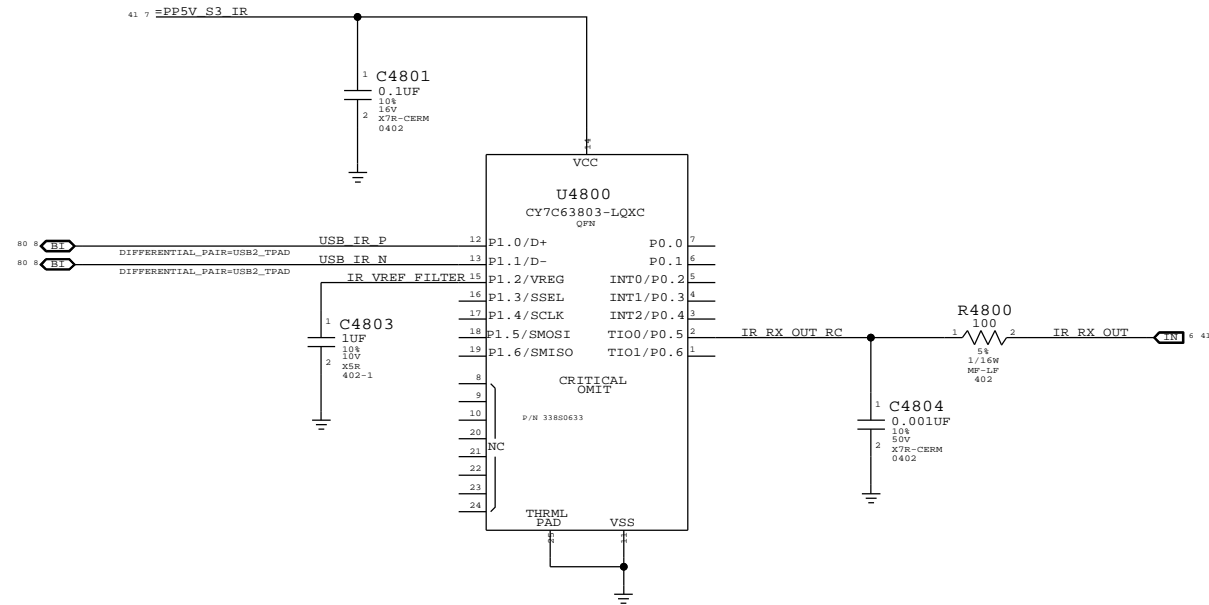 41 7 =PP5V_S3_IR
1 C4801
0.1UF
10%
16V
2 X7R-CERM
0402
14
VCC
U4800
CY7C63803-LQXC
QFN
80 8 BI USB_IR_P 12 P1.0/D+ P0.0 7
DIFFERENTIAL_PAIR=USB2_TPAD
80 8 BI USB_IR_N 13 P1.1/D- P0.1 6
DIFFERENTIAL_PAIR=USB2_TPAD
IR_VREF_FILTER 15 P1.2/VREG INT0/P0.2 5
16 P1.3/SSEL INT1/P0.3 4
17 P1.4/SCLK INT2/P0.4 3
18 P1.5/SMOSI TIO0/P0.5 2 IR_RX_OUT_RC
19 P1.6/SMISO TIO1/P0.6 1
1 C4803
1UF
10%
10V
2 X5R
402-1
R4800
100
1 2 IR_RX_OUT IN 6 41
5%
1/16W
MF-LF
402
CRITICAL
OMIT
P/N 338S0633
8
9
10
20
NC
21
22
23
24
1 C4804
0.001UF
10%
50V
2 X7R-CERM
0402
THRML
PAD VSS
25 11